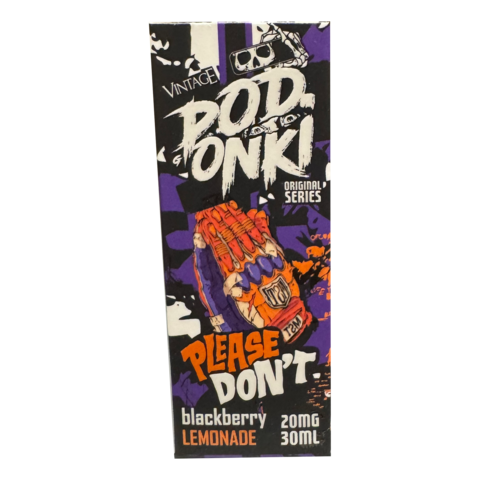 VINTAGE
POD.
ONKI
ORIGINAL
SERIES
PLEASE
DON'T
blackberry 20MG
LEMONADE 30ML